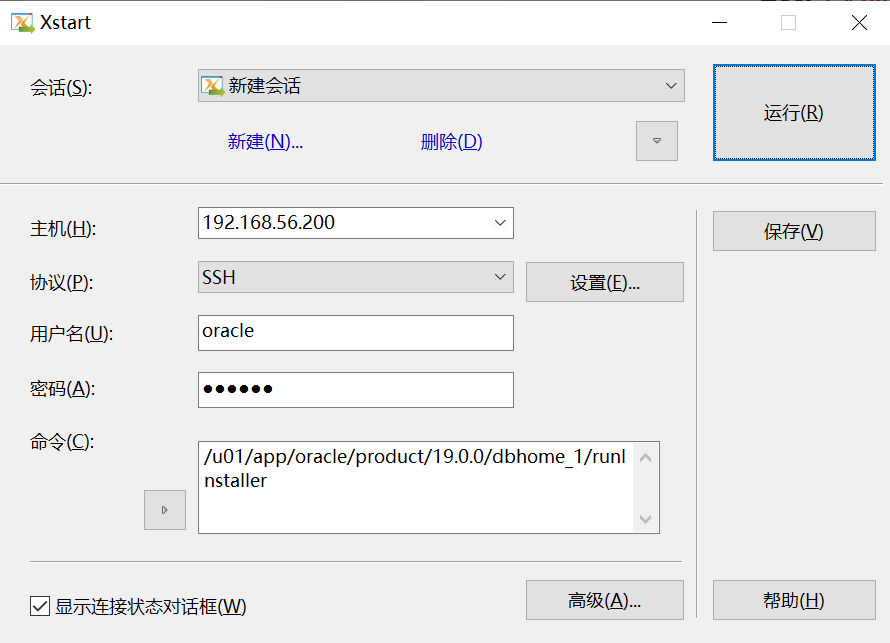 Xstart
会话(S):
新建会话
运行(R)
新建(N)...
删除(D)
主机(H):
192.168.56.200
保存(V)
协议(P):
SSH
设置(E)...
用户名(U):
oracle
密码(A):
●●●●●●
命令(C):
/u01/app/oracle/product/19.0.0/dbhome_1/runI
nstaller
显示连接状态对话框(W)
高级(A)...
帮助(H)